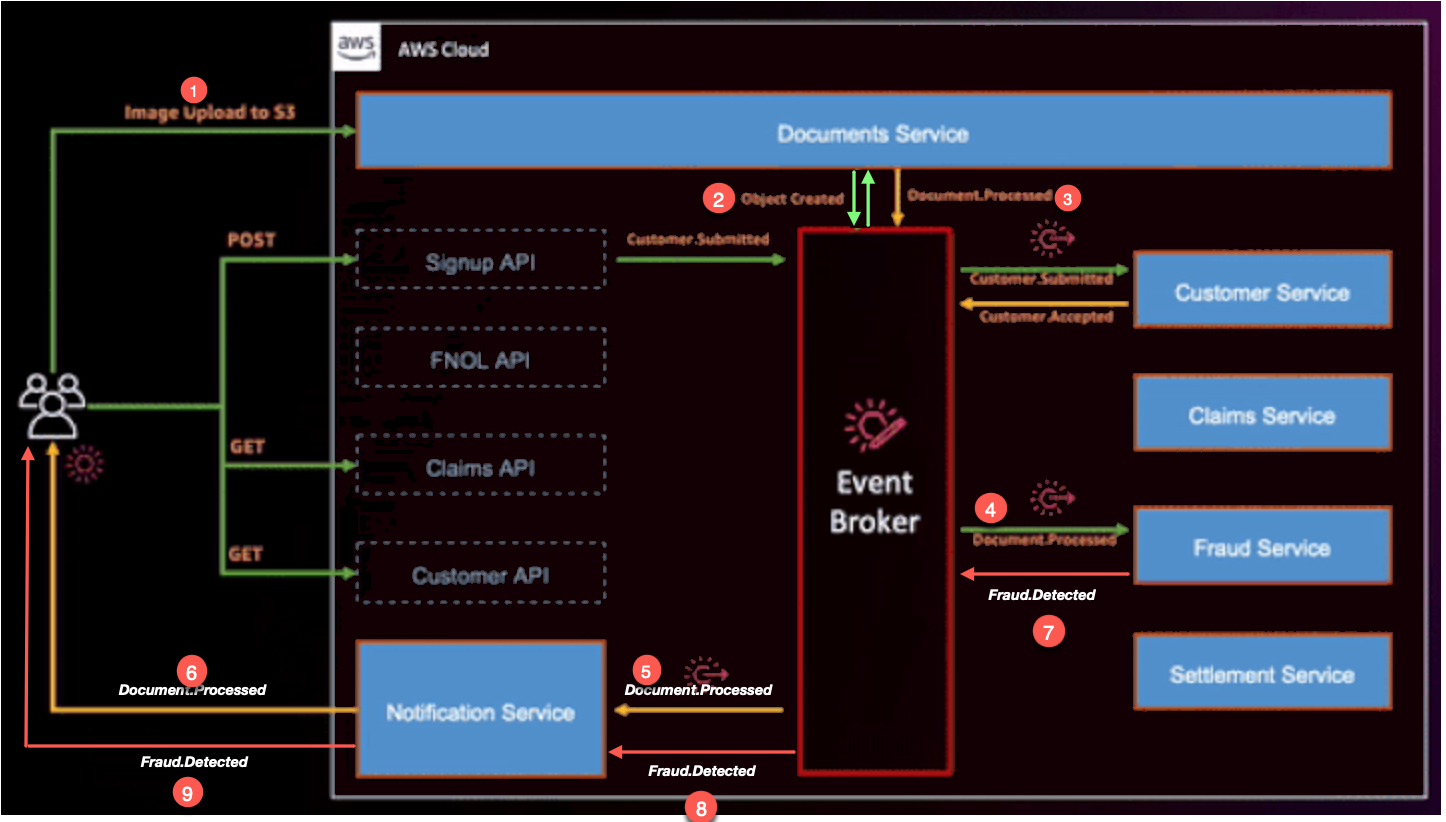 aws
AWS Cloud
1
Image Upload to S3
Documents Service
2
Object Created
Document.Processed
3
POST
Signup API
Customer.Submitted
Customer.Submitted
Customer Service
Customer.Accepted
FNOL API
Claims Service
GET
Claims API
Event
Broker
4
Document.Processed
Fraud Service
GET
Customer API
Fraud.Detected
7
6
Document.Processed
5
Document.Processed
Settlement Service
Notification Service
Fraud.Detected
9
Fraud.Detected
8